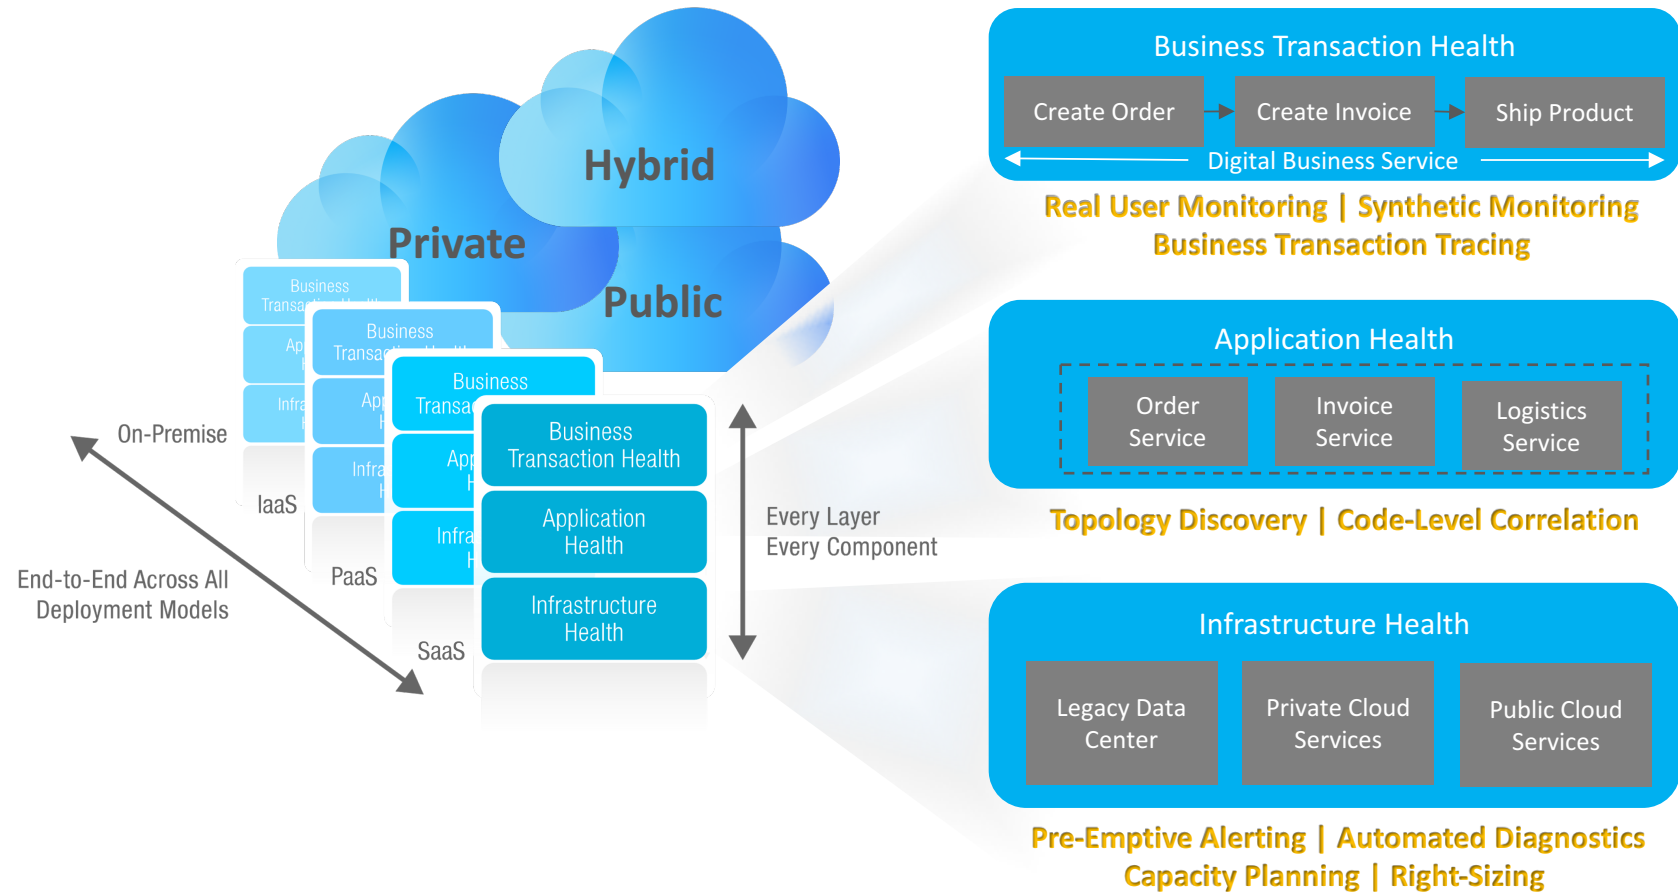 Hybrid
Private
Public
Business
Transaction Health
Business
Transaction Health
Business
Business
Transaction Health
Application
Health
Infrastructure
Health
On-Premise
IaaS
PaaS
SaaS
End-to-End Across All
Deployment Models
Every Layer
Every Component
Business Transaction Health
Create Order
Create Invoice
Ship Product
Digital Business Service
Real User Monitoring | Synthetic Monitoring
Business Transaction Tracing
Application Health
Order
Service
Invoice
Service
Logistics
Service
Topology Discovery | Code-Level Correlation
Infrastructure Health
Legacy Data
Center
Private Cloud
Services
Public Cloud
Services
Pre-Emptive Alerting | Automated Diagnostics
Capacity Planning | Right-Sizing